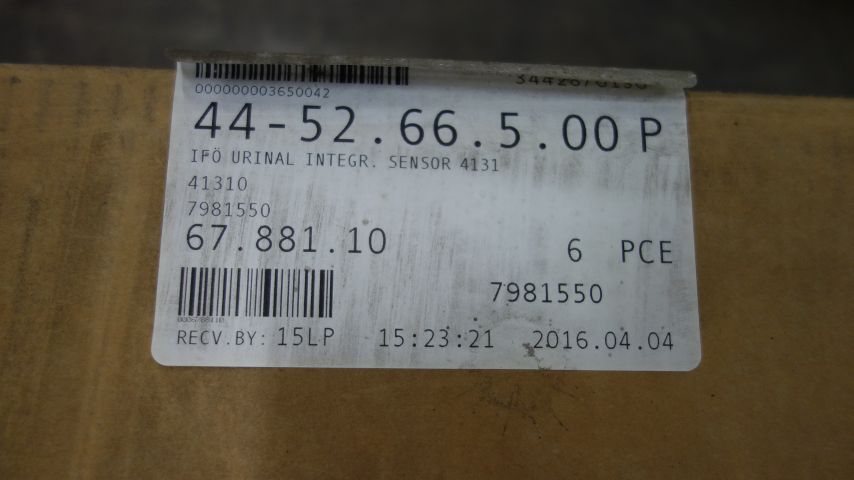 000000003650042
44-52.66.5.00 P
IFÖ URINAL INTEGR. SENSOR 4131
41310
7981550
67.881.10
6 PCE
7981550
RECV.BY: 15LP 15:23:21 2016.04.04